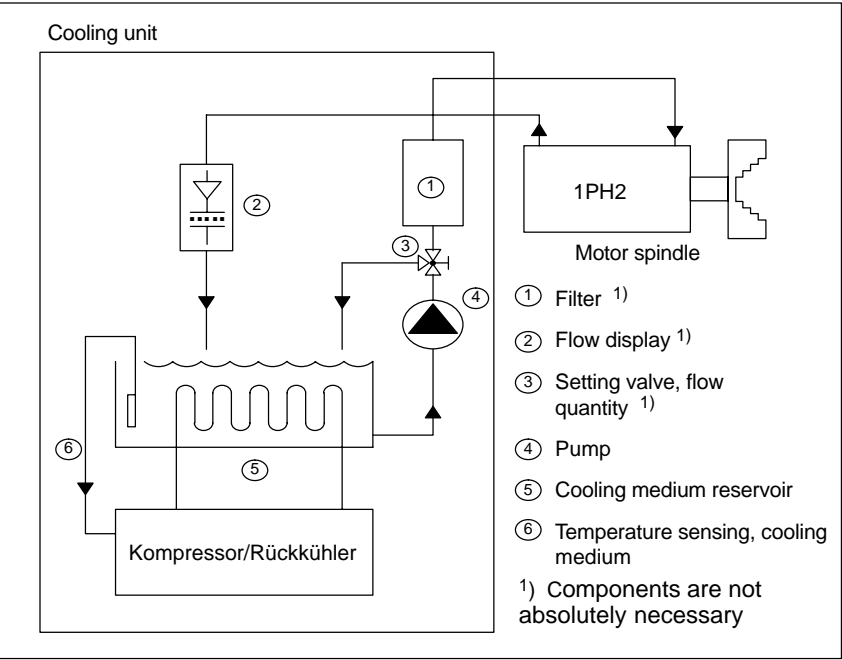 Cooling unit
1
2
3
4
5
6
1PH2
Motor spindle
Kompressor/Rückkühler
1 Filter 1)
2 Flow display 1)
3 Setting valve, flow
quantity 1)
4 Pump
5 Cooling medium reservoir
6 Temperature sensing, cooling
medium
1) Components are not
absolutely necessary